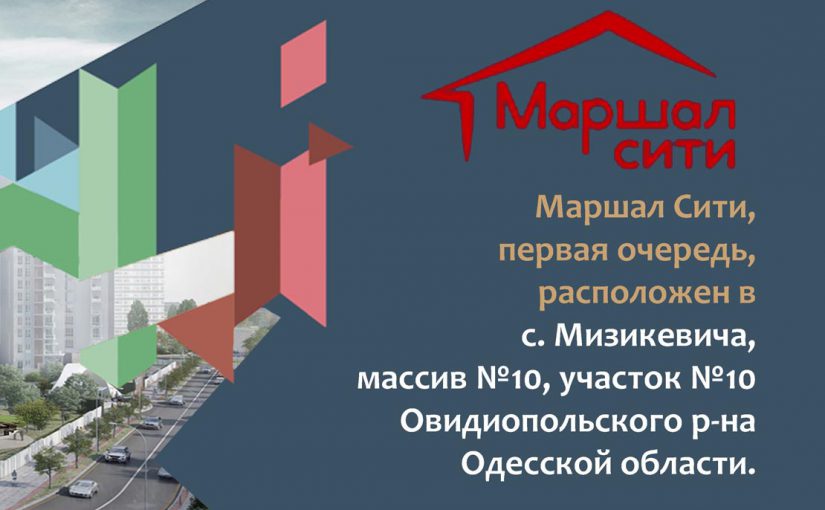 Маршал
сити
Маршал Сити,
первая очередь,
расположен в
с. Мизикевича,
массив №10, участок №10
Овидиопольского р-на
Одесской области.